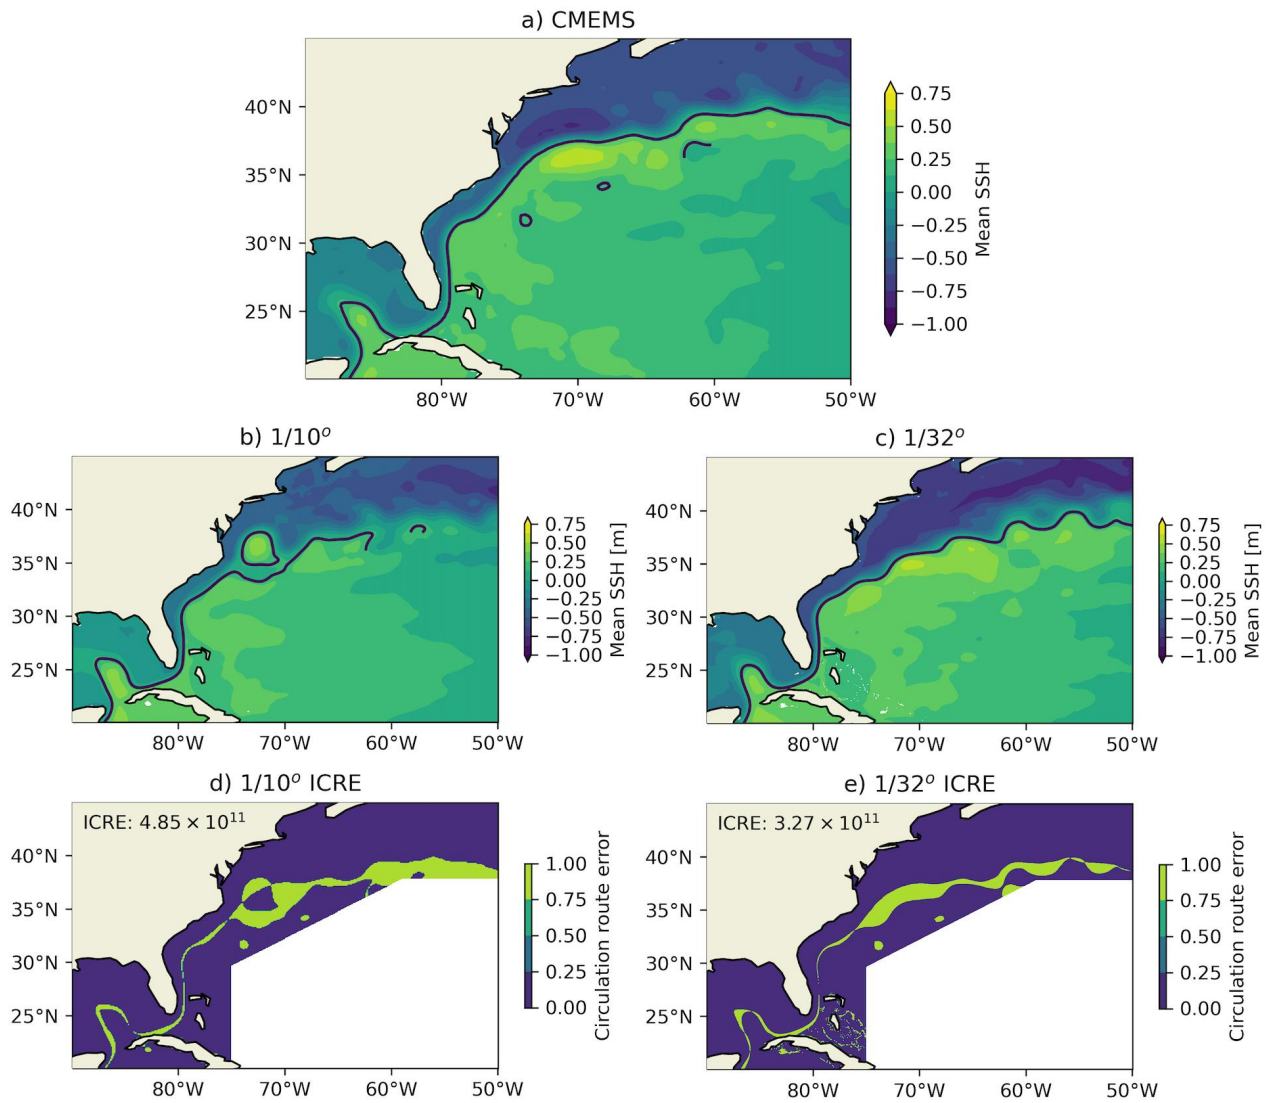 a) CMEMS
40°N
35°N
30°N
25°N
80°W 70°W 60°W 50°W
0.75
0.50
0.25
0.00
−0.25
−0.50
−0.75
−1.00
Mean SSH
b) 1/10°
40°N
35°N
30°N
25°N
80°W 70°W 60°W 50°W
0.75
0.50
0.25
0.00
−0.25
−0.50
−0.75
−1.00
Mean SSH [m]
c) 1/32°
40°N
35°N
30°N
25°N
80°W 70°W 60°W 50°W
0.75
0.50
0.25
0.00
−0.25
−0.50
−0.75
−1.00
Mean SSH [m]
d) 1/10° ICRE
ICRE: 4.85 × 10¹¹
40°N
35°N
30°N
25°N
80°W 70°W 60°W 50°W
1.00
0.75
0.50
0.25
0.00
Circulation route error
e) 1/32° ICRE
ICRE: 3.27 × 10¹¹
40°N
35°N
30°N
25°N
80°W 70°W 60°W 50°W
1.00
0.75
0.50
0.25
0.00
Circulation route error